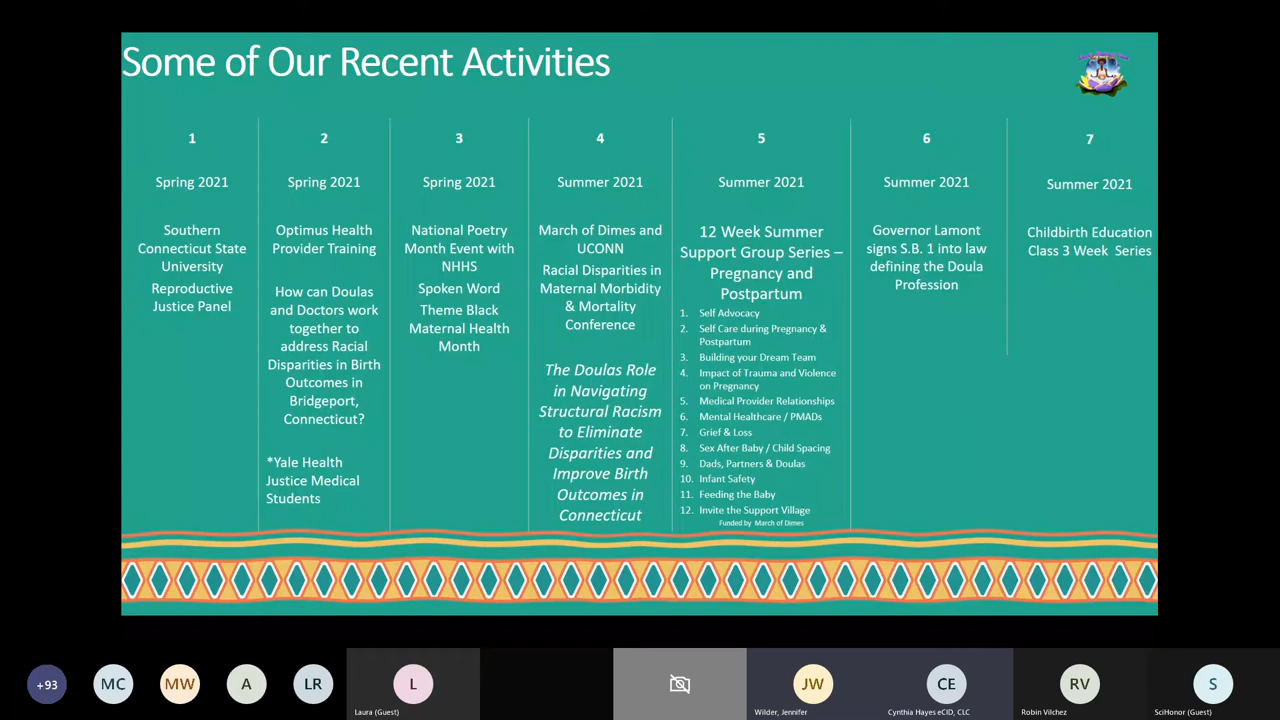 Some of Our Recent Activities
1
Spring 2021
Southern
Connecticut State
University
Reproductive
Justice Panel
2
Spring 2021
Optimus Health
Provider Training
How can Doulas
and Doctors work
together to
address Racial
Disparities in Birth
Outcomes in
Bridgeport,
Connecticut?
*Yale Health
Justice Medical
Students
3
Spring 2021
National Poetry
Month Event with
NHHS
Spoken Word
Theme Black
Maternal Health
Month
4
Summer 2021
March of Dimes and
UCONN
Racial Disparities in
Maternal Morbidity
& Mortality
Conference
The Doulas Role
in Navigating
Structural Racism
to Eliminate
Disparities and
Improve Birth
Outcomes in
Connecticut
5
Summer 2021
12 Week Summer
Support Group Series –
Pregnancy and
Postpartum
1. Self Advocacy
2. Self Care during Pregnancy &
Postpartum
3. Building your Dream Team
4. Impact of Trauma and Violence
on Pregnancy
5. Medical Provider Relationships
6. Mental Healthcare / PMADs
7. Grief & Loss
8. Sex After Baby / Child Spacing
9. Dads, Partners & Doulas
10. Infant Safety
11. Feeding the Baby
12. Invite the Support Village
Funded by March of Dimes
6
Summer 2021
Governor Lamont
signs S.B. 1 into law
defining the Doula
Profession
7
Summer 2021
Childbirth Education
Class 3 Week Series
+93
MC
MW
A
LR
L
Laura (Guest)
JW
Wilder, Jennifer
CE
Cynthia Hayes eCID, CLC
RV
Robin Vilchez
S
SciHonor (Guest)